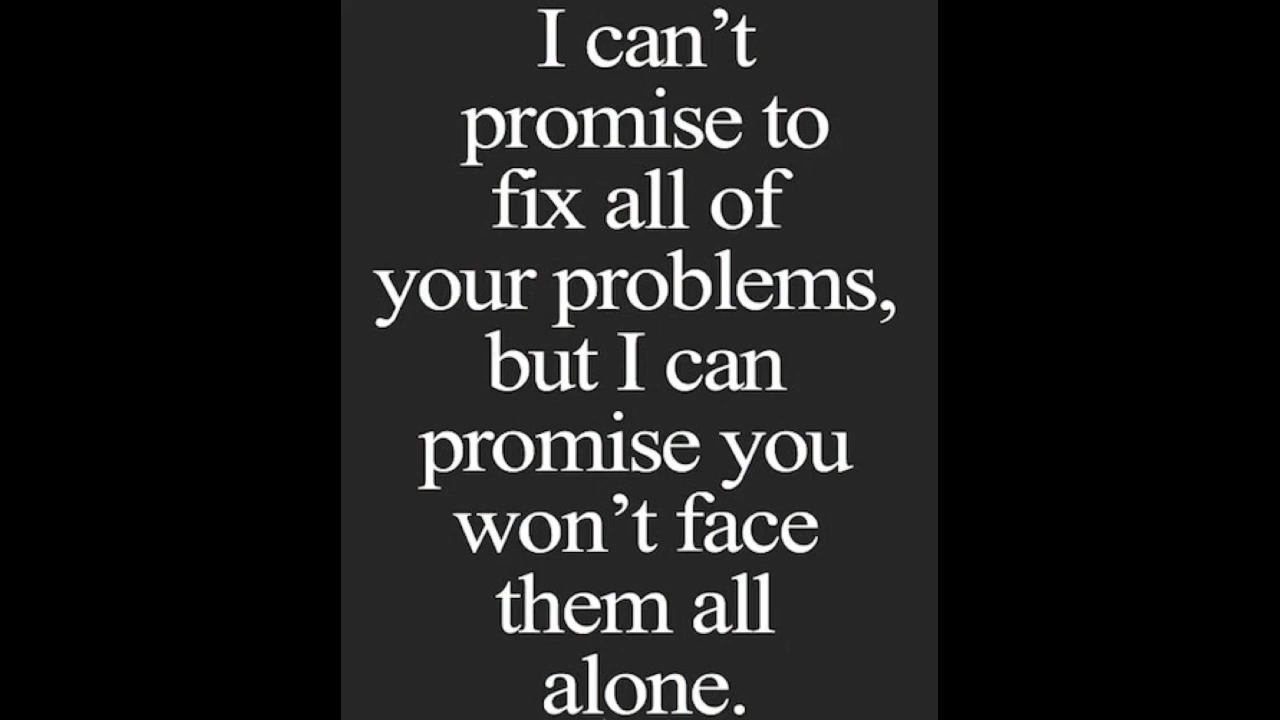 I can’t
promise to
fix all of
your problems,
but I can
promise you
won’t face
them all
alone.